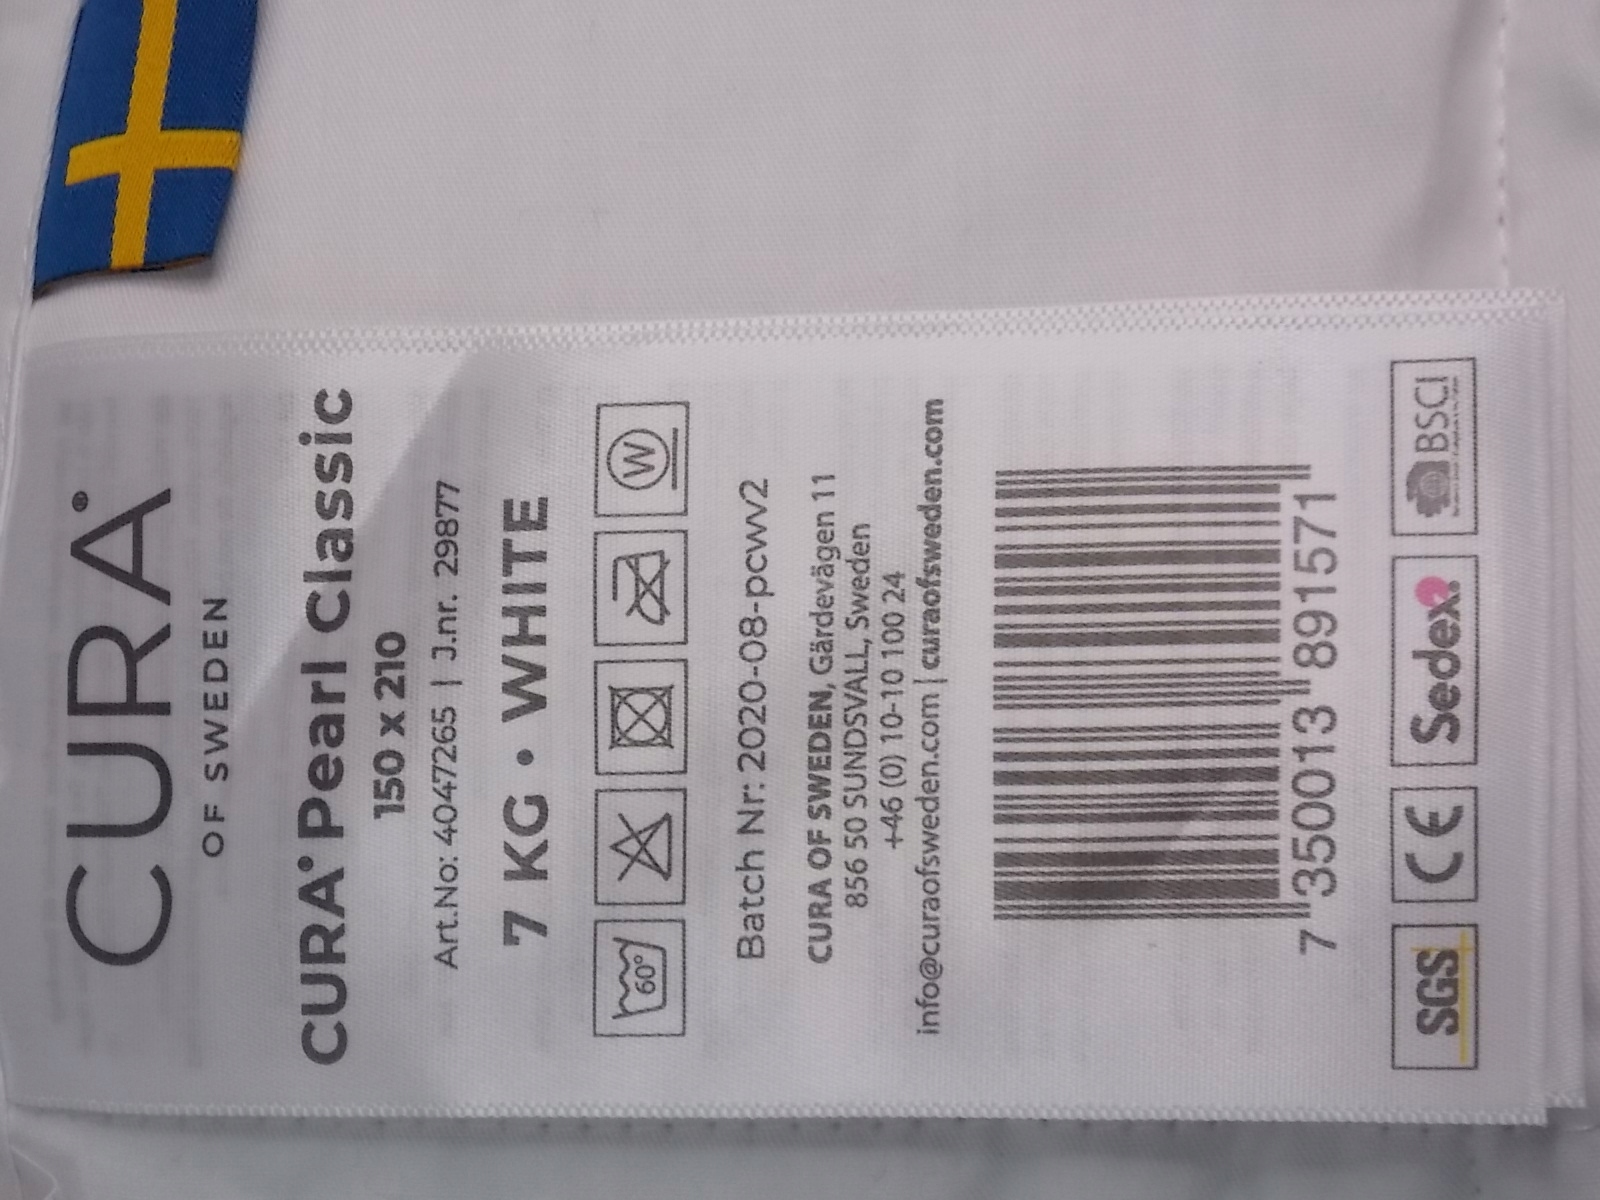 CURA®
OF SWEDEN
CURA® Pearl Classic
150 x 210
Art.No: 4047265 | J.nr. 29877
7 KG • WHITE
60°
W
Batch Nr: 2020-08-pcwv2
CURA OF SWEDEN, Gärdevägen 11
856 50 SUNDSVALL, Sweden
+46 (0) 10-10 100 24
info@curaofsweden.com | curaofsweden.com
7 350013 891571
SGS CE Sedex BSCI